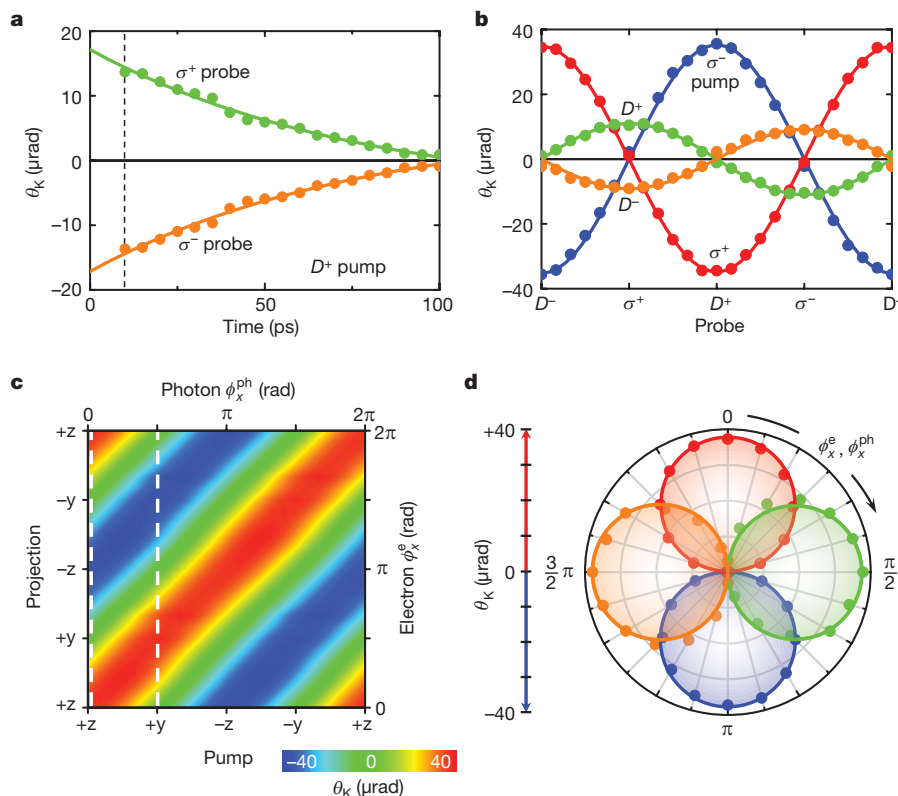 a
20
10
0
−10
−20
θK (µrad)
σ+ probe
σ− probe
D+ pump
0
50
100
Time (ps)
b
40
20
0
−20
−40
θK (µrad)
σ− pump
D+
D−
σ+
D−
σ+
D+
σ−
Probe
c
Photon ϕxph (rad)
0
π
2π
+z
−y
−z
+y
+z
Projection
2π
π
0
Electron ϕxe (rad)
+z
+y
−z
−y
+z
Pump
−40
0
40
θK (µrad)
d
+40
0
−40
θK (µrad)
0
ϕxe, ϕxph
π/2
π
3/2 π